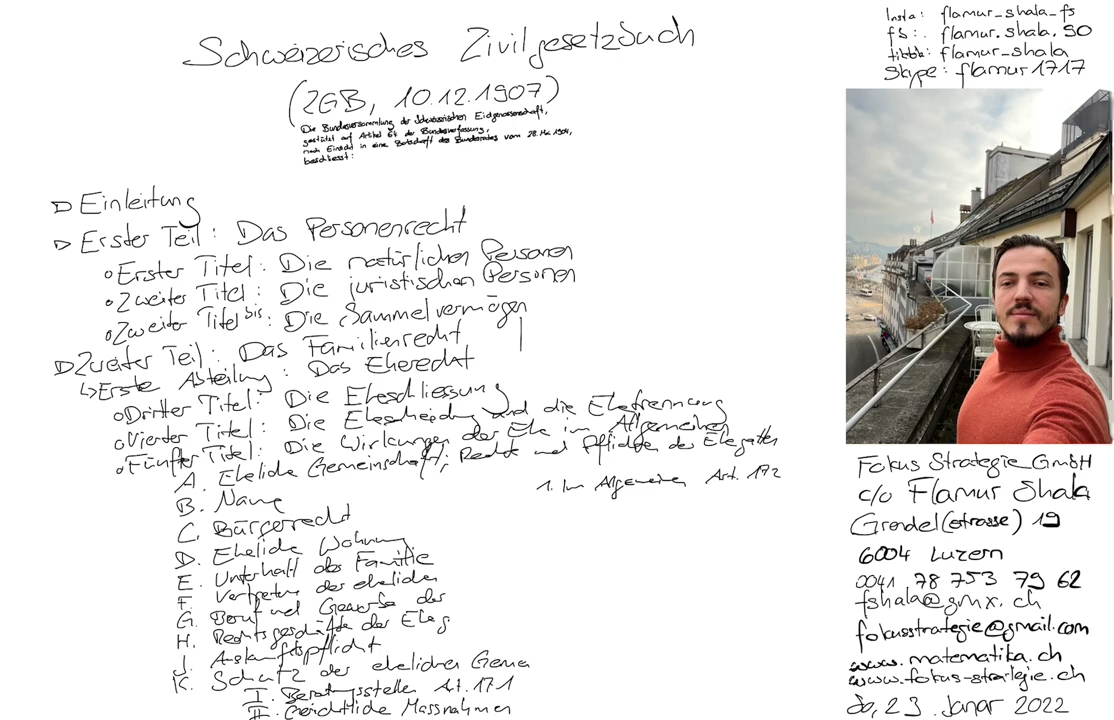 Schweizerisches Zivilgesetzbuch
(ZGB, 10.12.1907)
Die Bundesversammlung der Schweizerischen Eidgenossenschaft,
gestützt auf Artikel 64 der Bundesverfassung,
nach Einsicht in eine Botschaft des Bundesrates vom 28. Mai 1904,
beschliesst:
Einleitung
Erster Teil: Das Personenrecht
Erster Titel: Die natürlichen Personen
Zweiter Titel: Die juristischen Personen
Zweiter Titel bis: Die Sammelvermögen
Zweiter Teil: Das Familienrecht
Erste Abteilung: Das Eherecht
Dritter Titel: Die Eheschliessung
Vierter Titel: Die Ehescheidung und die Ehetrennung
Fünfter Titel: Die Wirkungen der Ehe im Allgemeinen
A. Eheliche Gemeinschaft; Rechte und Pflichten der Ehegatten
B. Name
C. Bürgerrecht
D. Eheliche Wohnung
E. Unterhalt der Familie
F. Vertretung der ehelichen
G. Beruf und Gewerbe der
H. Rechtsgeschäfte der Eheg
J. Auskunftspflicht
K. Schutz der ehelichen Geme
I. Beratungsstellen Art. 171
II. Gerichtliche Massnahmen
1. Im Allgemeinen Art. 172
Insta: flamur_shala_fs
fs: flamur.shala.50
tiktok: flamur_shala
Skype: flamur1717
Fokus Strategie GmbH
c/o Flamur Shala
Grendel(strasse) 19
6004 Luzern
0041 78 753 79 62
fshala@gmx.ch
fokusstrategie@gmail.com
www.matematika.ch
www.fokus-strategie.ch
So, 23. Januar 2022